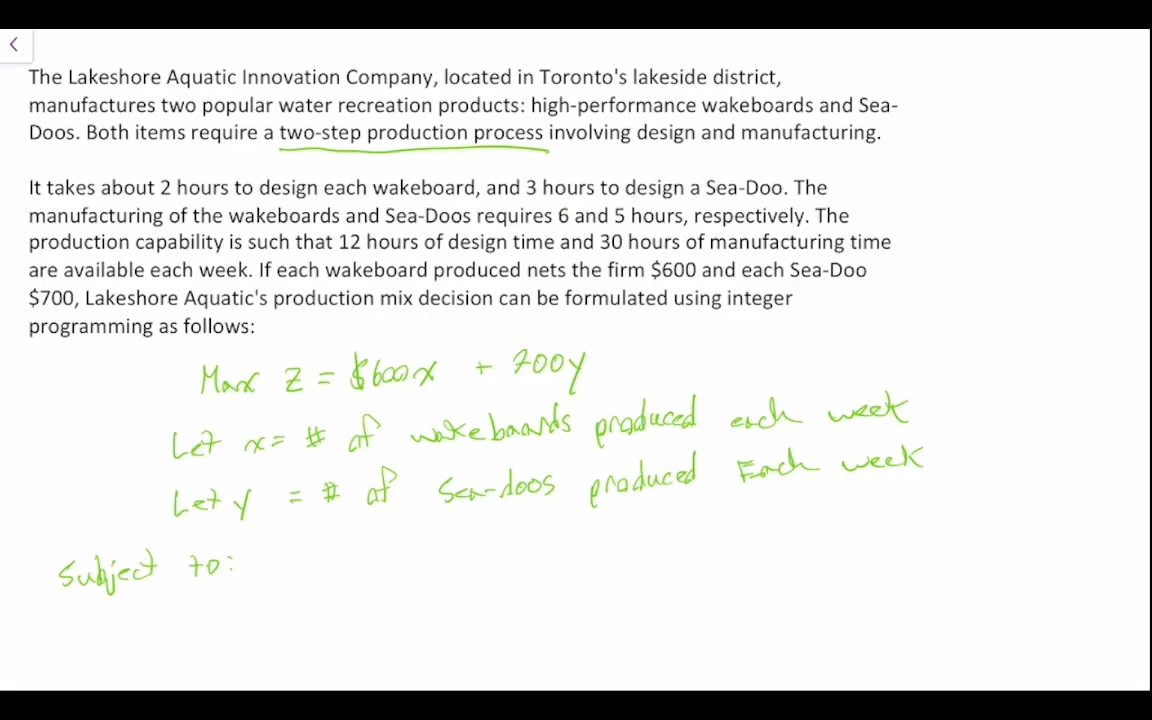 The Lakeshore Aquatic Innovation Company, located in Toronto's lakeside district,
manufactures two popular water recreation products: high-performance wakeboards and Sea-
Doos. Both items require a two-step production process involving design and manufacturing.
It takes about 2 hours to design each wakeboard, and 3 hours to design a Sea-Doo. The
manufacturing of the wakeboards and Sea-Doos requires 6 and 5 hours, respectively. The
production capability is such that 12 hours of design time and 30 hours of manufacturing time
are available each week. If each wakeboard produced nets the firm $600 and each Sea-Doo
$700, Lakeshore Aquatic's production mix decision can be formulated using integer
programming as follows:
Max Z = $600x + 700y
Let x = # of wakeboards produced each week
Let y = # of Sea-doos produced Each week
Subject to: